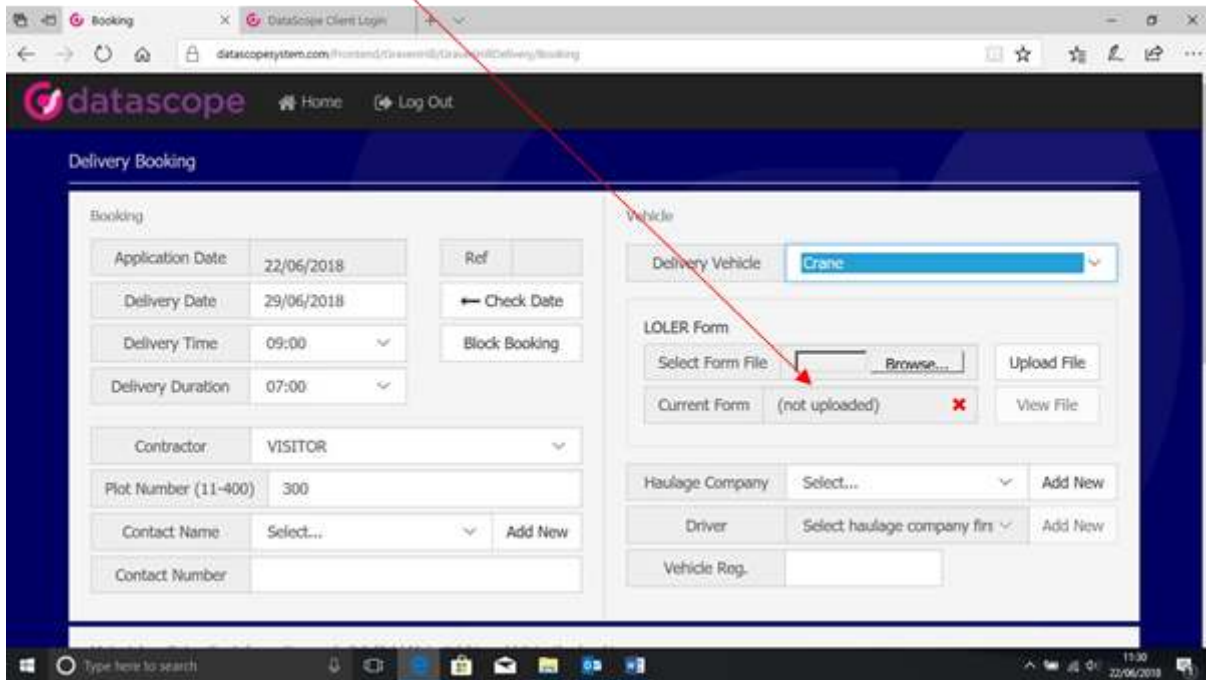 Booking
DataScope Client Login
datascopesystem.com/Frontend/GravenHill/GravenHillDelivery/Booking
datascope
Home
Log Out
Delivery Booking
Booking
Application Date 22/06/2018 Ref
Delivery Date 29/06/2018 Check Date
Delivery Time 09:00 Block Booking
Delivery Duration 07:00
Contractor VISITOR
Plot Number (11-400) 300
Contact Name Select... Add New
Contact Number
Vehicle
Delivery Vehicle Crane
LOLER Form
Select Form File Browse... Upload File
Current Form (not uploaded) View File
Haulage Company Select... Add New
Driver Select haulage company firs Add New
Vehicle Reg.
Type here to search
11:30
22/06/2018